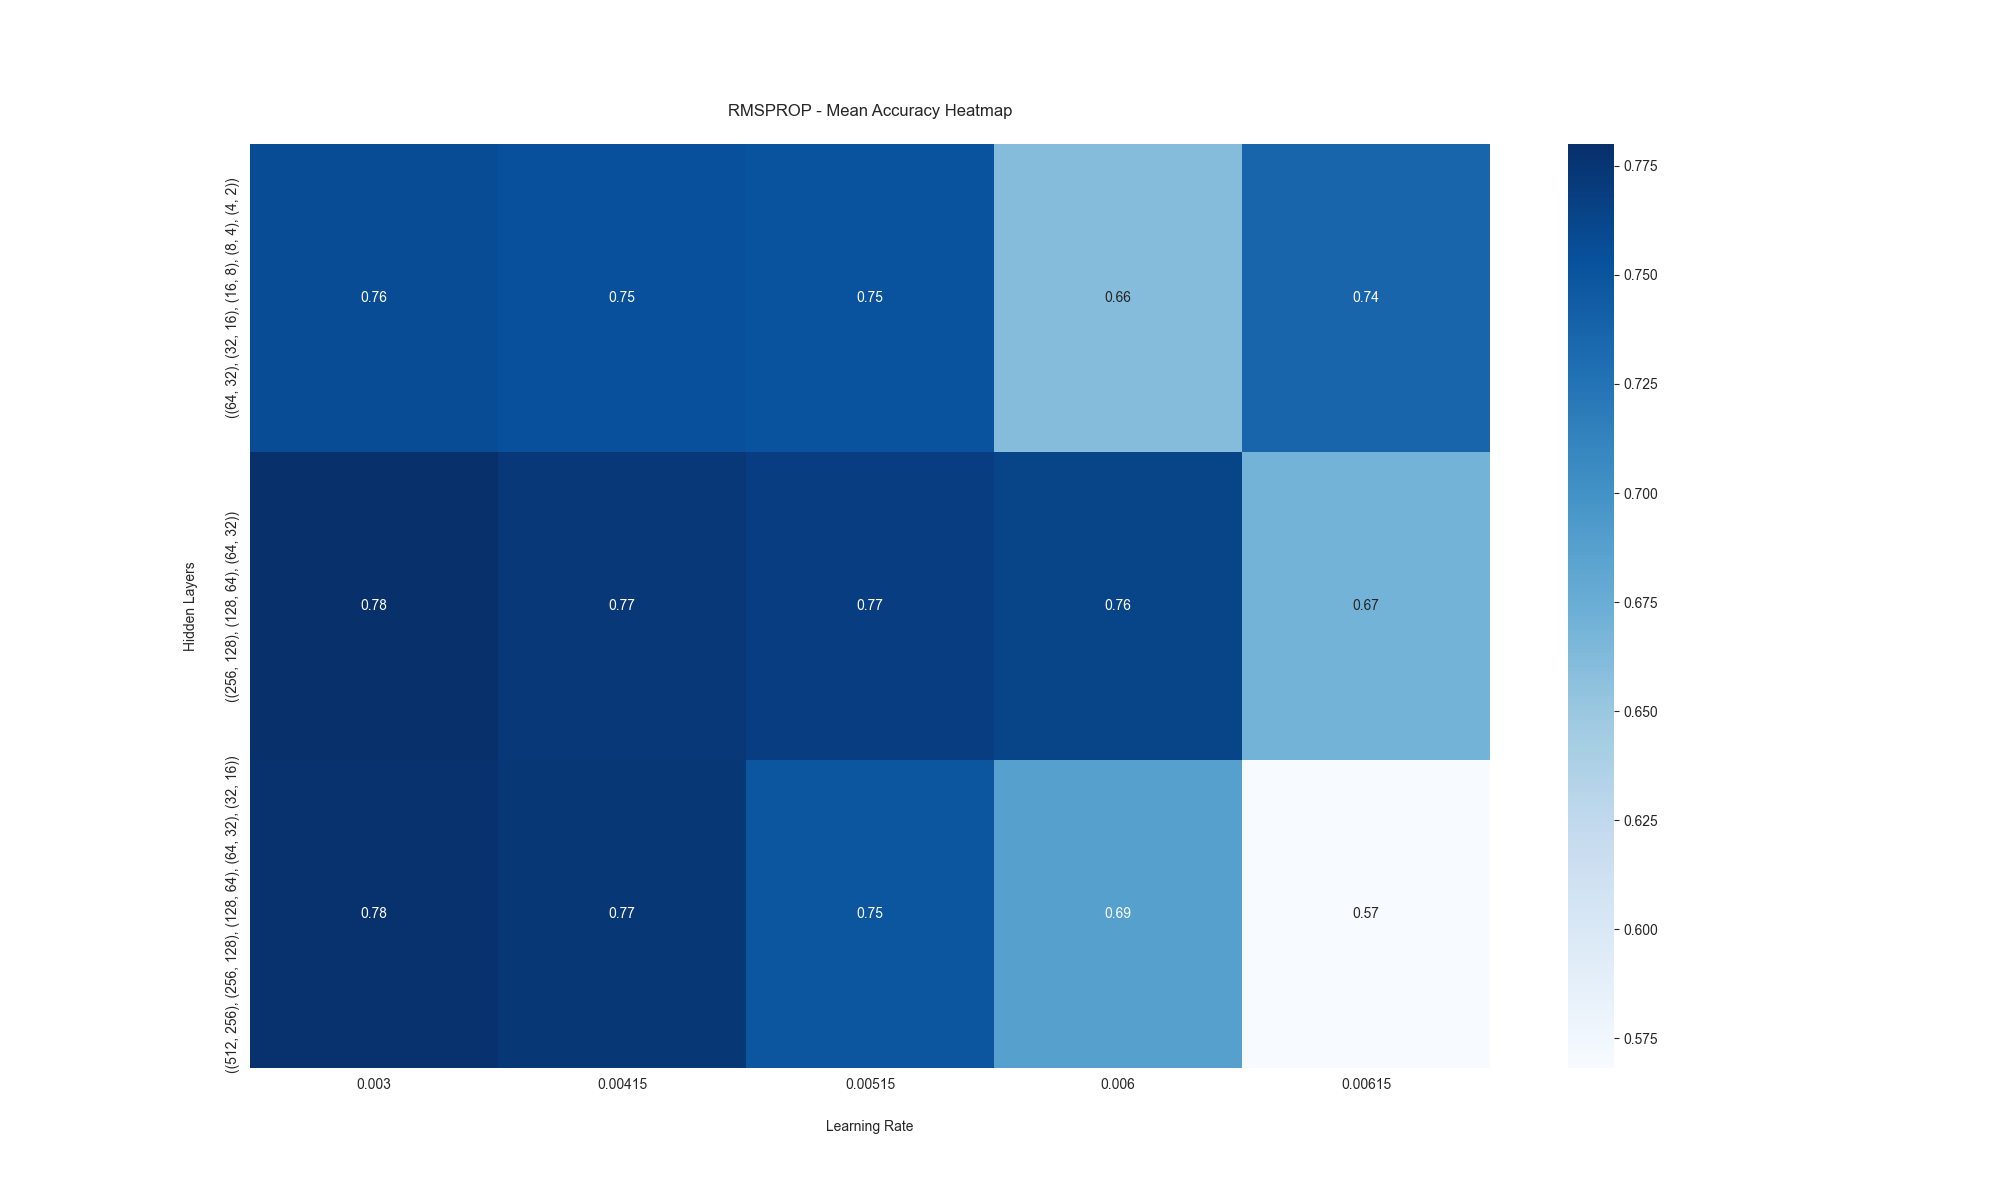 RMSPROP - Mean Accuracy Heatmap
Hidden Layers
((64, 32), (32, 16), (16, 8), (8, 4), (4, 2))
0.76 0.75 0.75 0.66 0.74
((256, 128), (128, 64), (64, 32))
0.78 0.77 0.77 0.76 0.67
((512, 256), (256, 128), (128, 64), (64, 32), (32, 16))
0.78 0.77 0.75 0.69 0.57
0.003 0.00415 0.00515 0.006 0.00615
Learning Rate
0.775
0.750
0.725
0.700
0.675
0.650
0.625
0.600
0.575